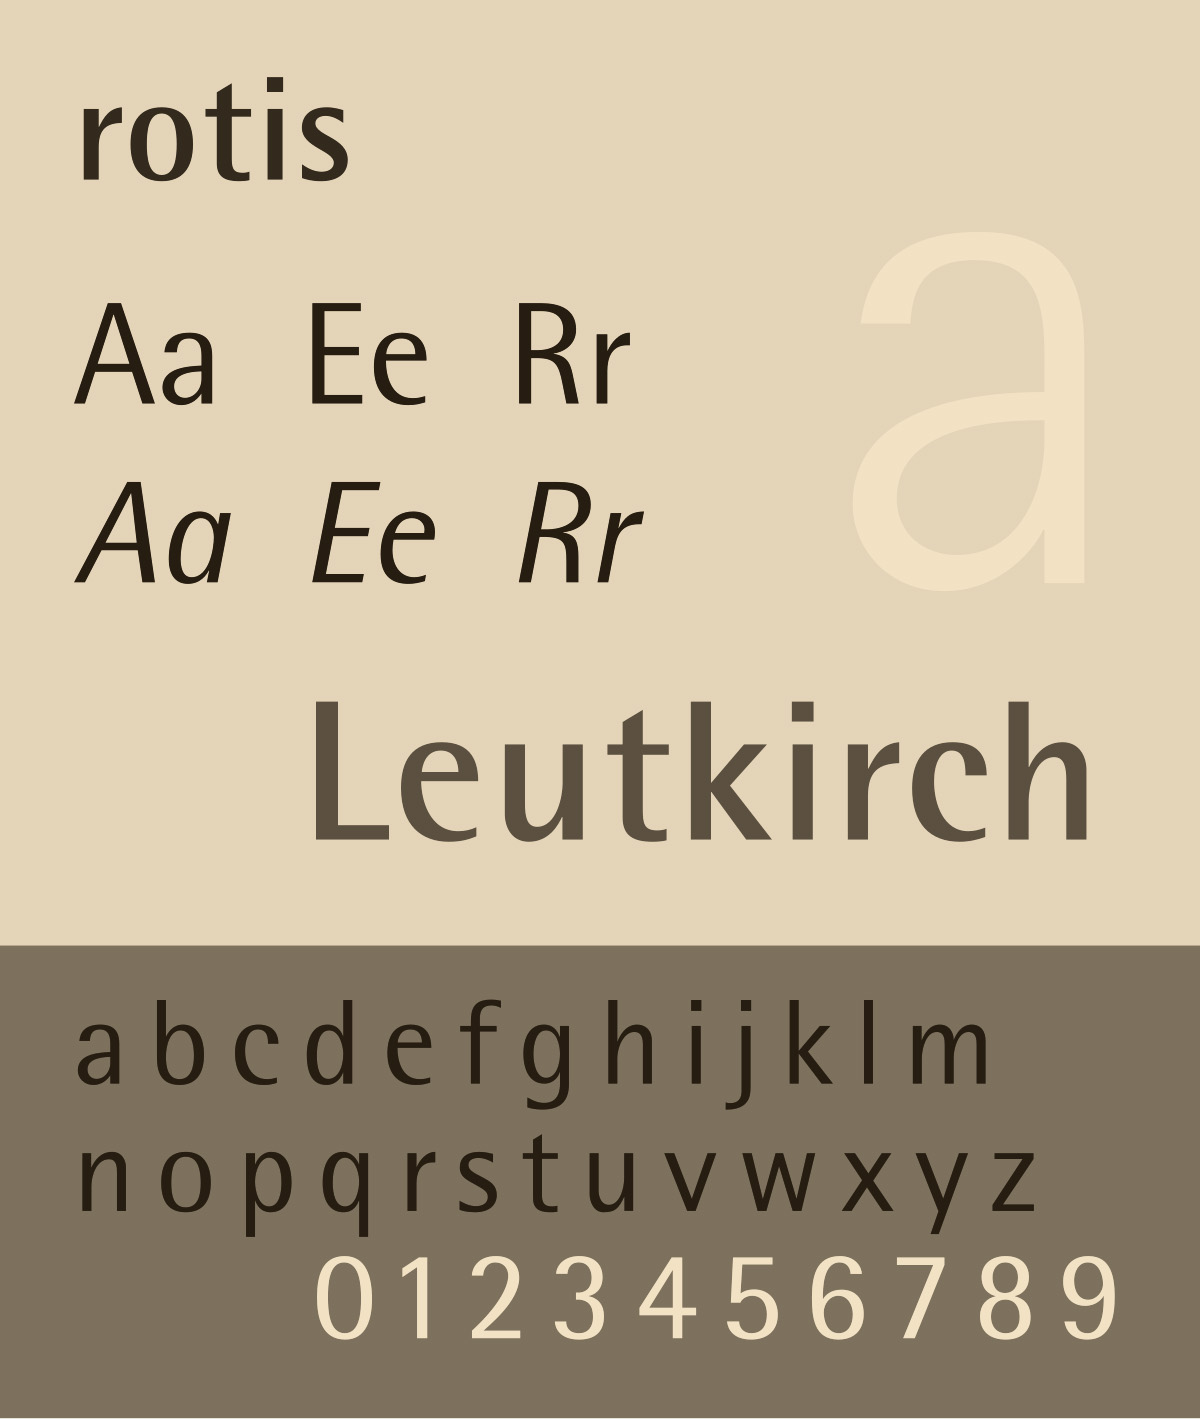 rotis
a
Aa Ee Rr
Aa Ee Rr
Leutkirch
a b c d e f g h i j k l m
n o p q r s t u v w x y z
0 1 2 3 4 5 6 7 8 9